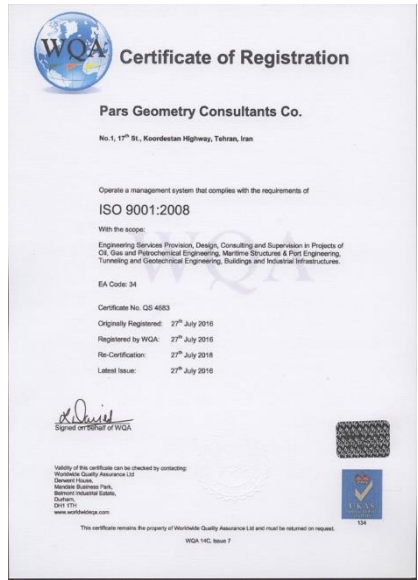 WQA
Certificate of Registration
Pars Geometry Consultants Co.
No.1, 17th St., Koordestan Highway, Tehran, Iran
Operate a management system that complies with the requirements of
ISO 9001:2008
With the scope:
Engineering Services Provision, Design, Consulting and Supervision in Projects of
Oil, Gas and Petrochemical Engineering, Maritime Structures & Port Engineering,
Tunneling and Geotechnical Engineering, Buildings and Industrial Infrastructures.
WQA
EA Code: 34
Certificate No. QS 4683
Originally Registered: 27th July 2016
Registered by WQA: 27th July 2016
Re-Certification: 27th July 2018
Latest Issue: 27th July 2016
Signed on behalf of WQA
Validity of this certificate can be checked by contacting:
Worldwide Quality Assurance Ltd
Derwent House,
Mandale Business Park,
Belmont Industrial Estate,
Durham,
DH1 1TH
www.worldwidewqa.com
UKAS
134
This certificate remains the property of Worldwide Quality Assurance Ltd and must be returned on request.
WQA 14C, Issue 7